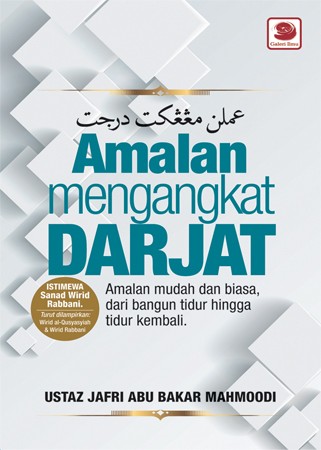 Galeri Ilmu
عملن مڠڠکت درجت
Amalan
mengangkat
DARJAT
ISTIMEWA
Sanad Wirid
Rabbani.
Turut dilampirkan:
Wirid al-Qusyasyiah
& Wirid Rabbani
Amalan mudah dan biasa,
dari bangun tidur hingga
tidur kembali.
USTAZ JAFRI ABU BAKAR MAHMOODI